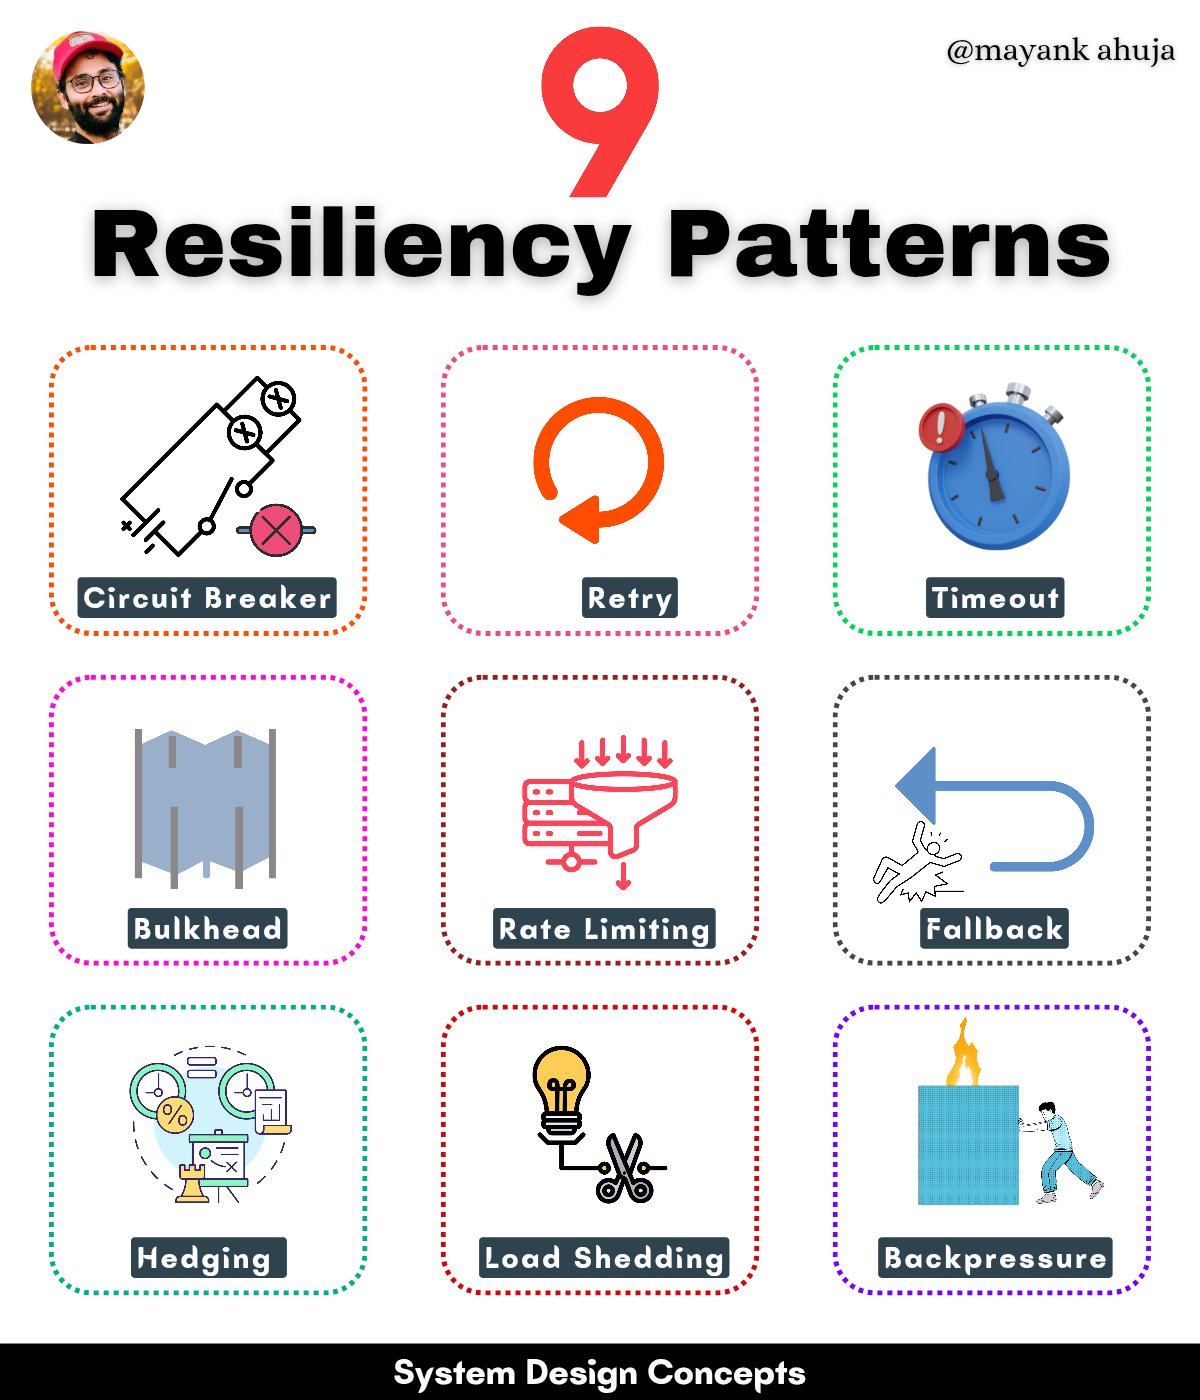 @mayank ahuja
9
Resiliency Patterns
Circuit Breaker
Retry
Timeout
Bulkhead
Rate Limiting
Fallback
Hedging
Load Shedding
Backpressure
System Design Concepts